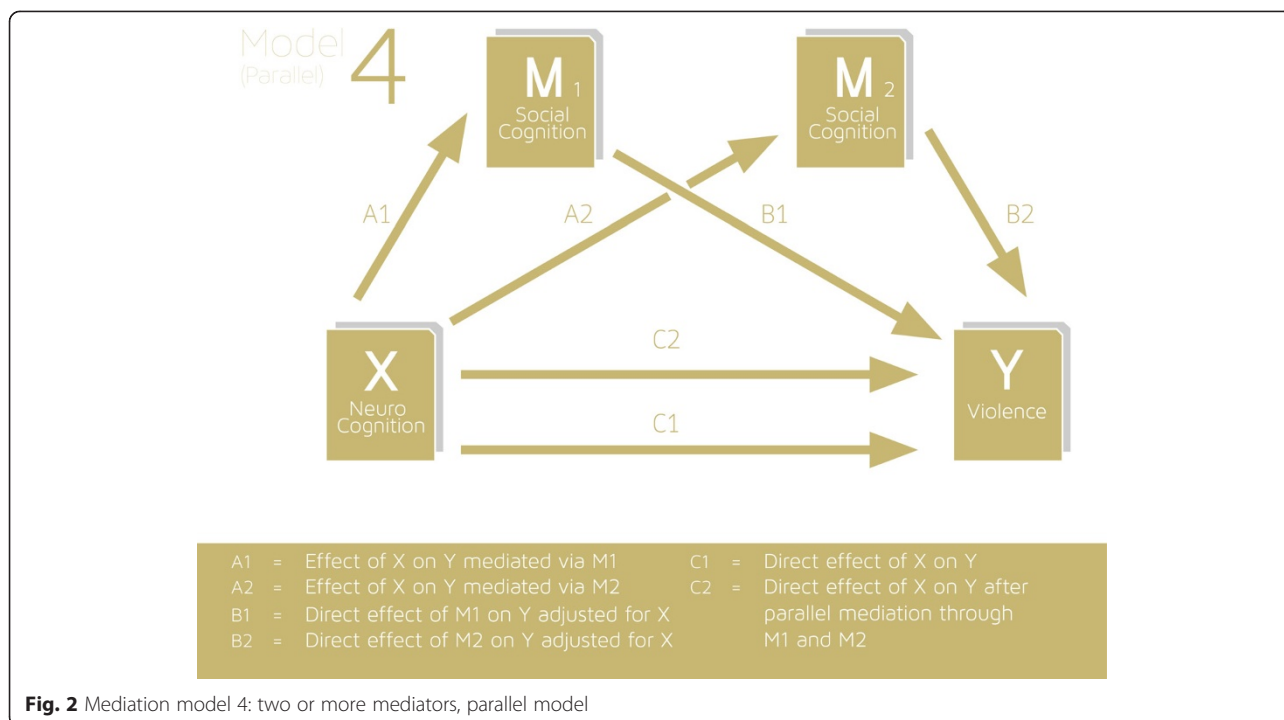 Model 4
(Parallel)
M 1
Social
Cognition
M 2
Social
Cognition
A1
A2
B1
B2
X
Neuro
Cognition
C2
C1
Y
Violence
A1 = Effect of X on Y mediated via M1
A2 = Effect of X on Y mediated via M2
B1 = Direct effect of M1 on Y adjusted for X
B2 = Direct effect of M2 on Y adjusted for X
C1 = Direct effect of X on Y
C2 = Direct effect of X on Y after
parallel mediation through
M1 and M2
Fig. 2 Mediation model 4: two or more mediators, parallel model